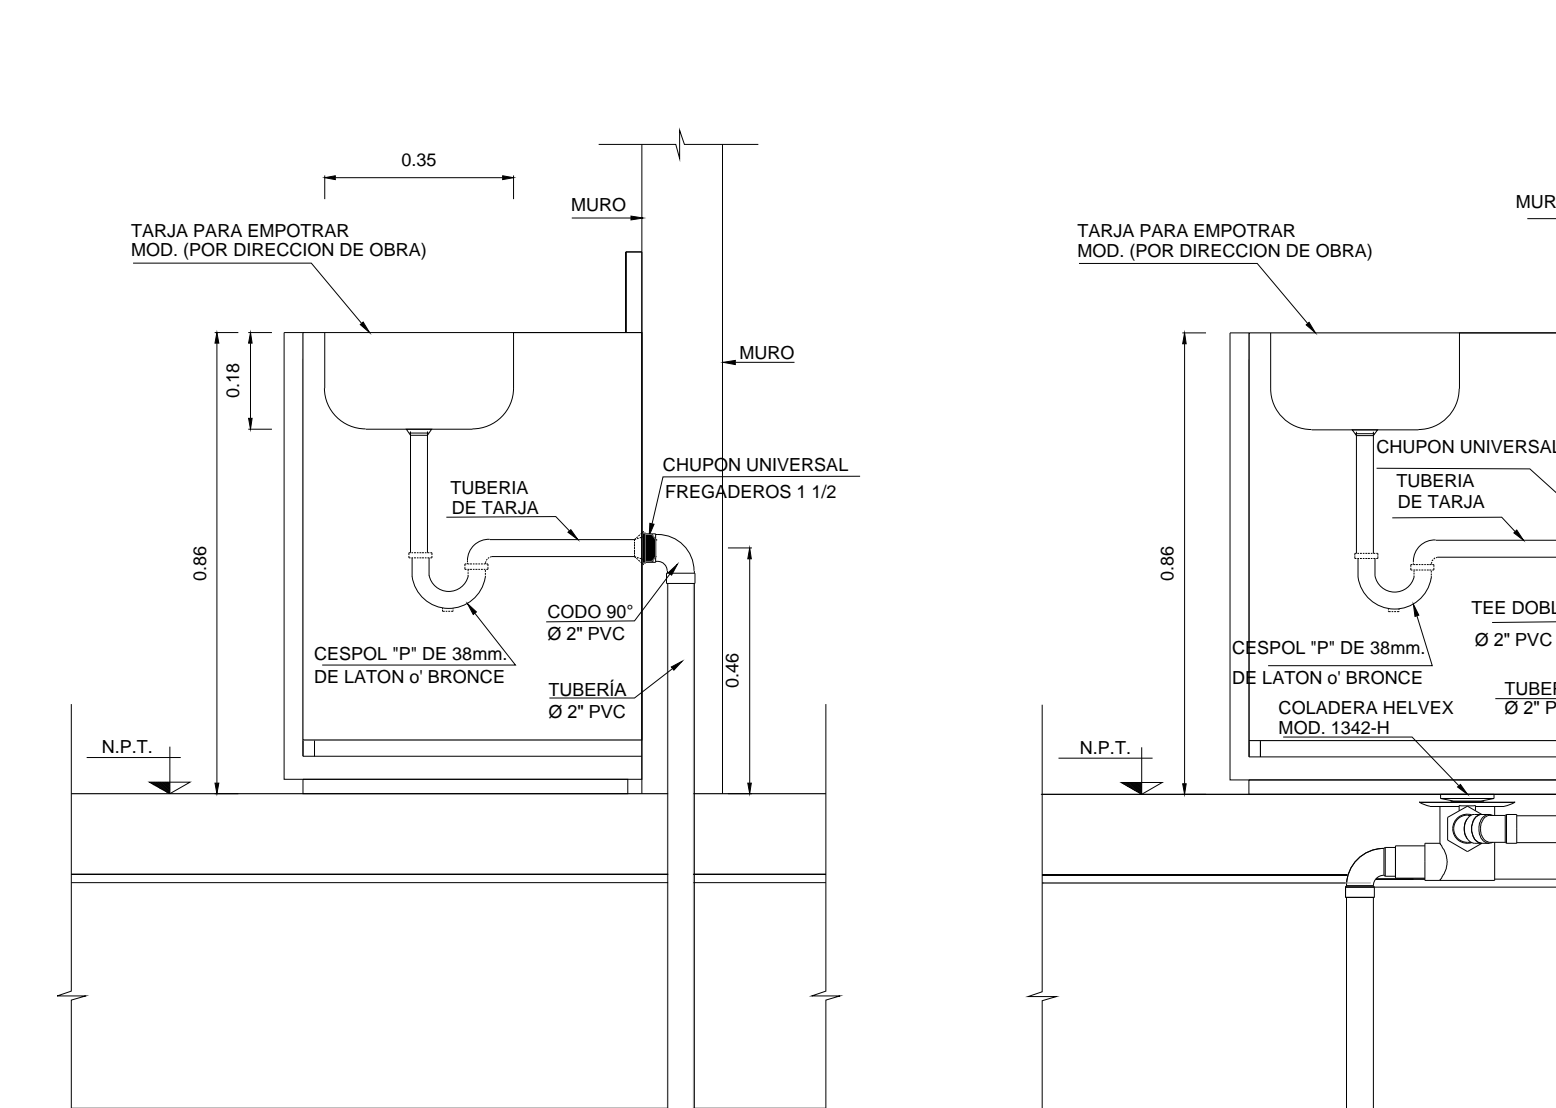 0.35
MURO
TARJA PARA EMPOTRAR
MOD. (POR DIRECCION DE OBRA)
0.18
MURO
CHUPON UNIVERSAL
FREGADEROS 1 1/2
TUBERIA
DE TARJA
0.86
CODO 90°
Ø 2" PVC
CESPOL "P" DE 38mm.
DE LATON o' BRONCE
0.46
TUBERÍA
Ø 2" PVC
N.P.T.
TARJA PARA EMPOTRAR
MOD. (POR DIRECCION DE OBRA)
CHUPON UNIVERSAL
TUBERIA
DE TARJA
0.86
Ø 2" PVC
CESPOL "P" DE 38mm.
DE LATON o' BRONCE
TEE
Ø 2"
COLADERA HELVEX
MOD. 1342-H
N.P.T.